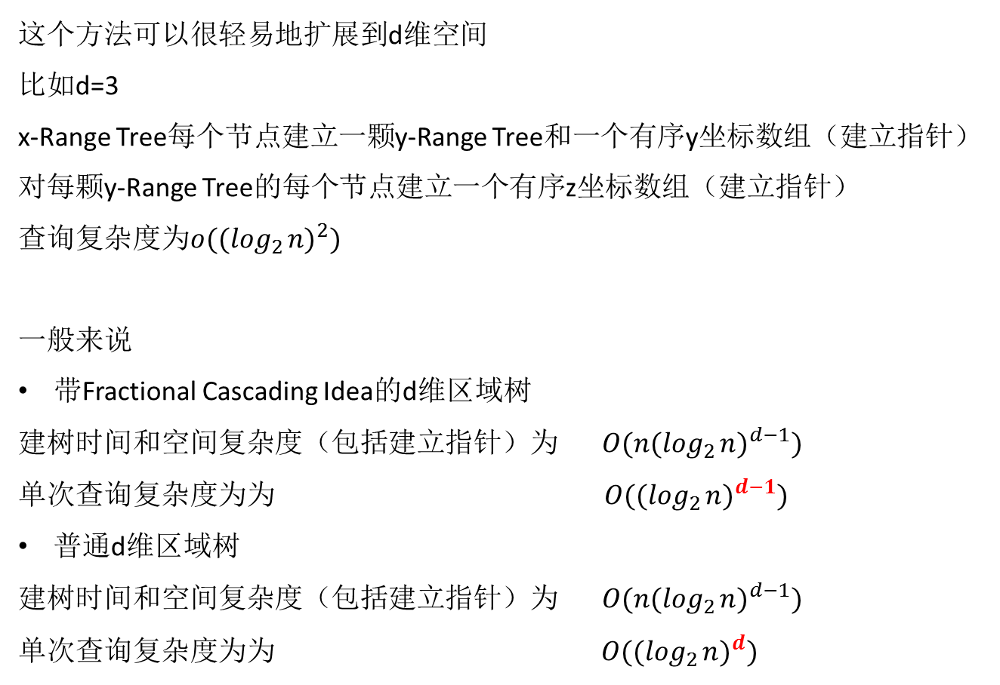 这个方法可以很轻易地扩展到d维空间
比如d=3
x-Range Tree每个节点建立一颗y-Range Tree和一个有序y坐标数组（建立指针）
对每颗y-Range Tree的每个节点建立一个有序z坐标数组（建立指针）
查询复杂度为$o((log_2 n)^2)$
一般来说
• 带Fractional Cascading Idea的d维区域树
建树时间和空间复杂度（包括建立指针）为 $O(n(log_2 n)^{d-1})$
单次查询复杂度为为 $O((log_2 n)^{d-1})$
• 普通d维区域树
建树时间和空间复杂度（包括建立指针）为 $O(n(log_2 n)^{d-1})$
单次查询复杂度为为 $O((log_2 n)^{d})$